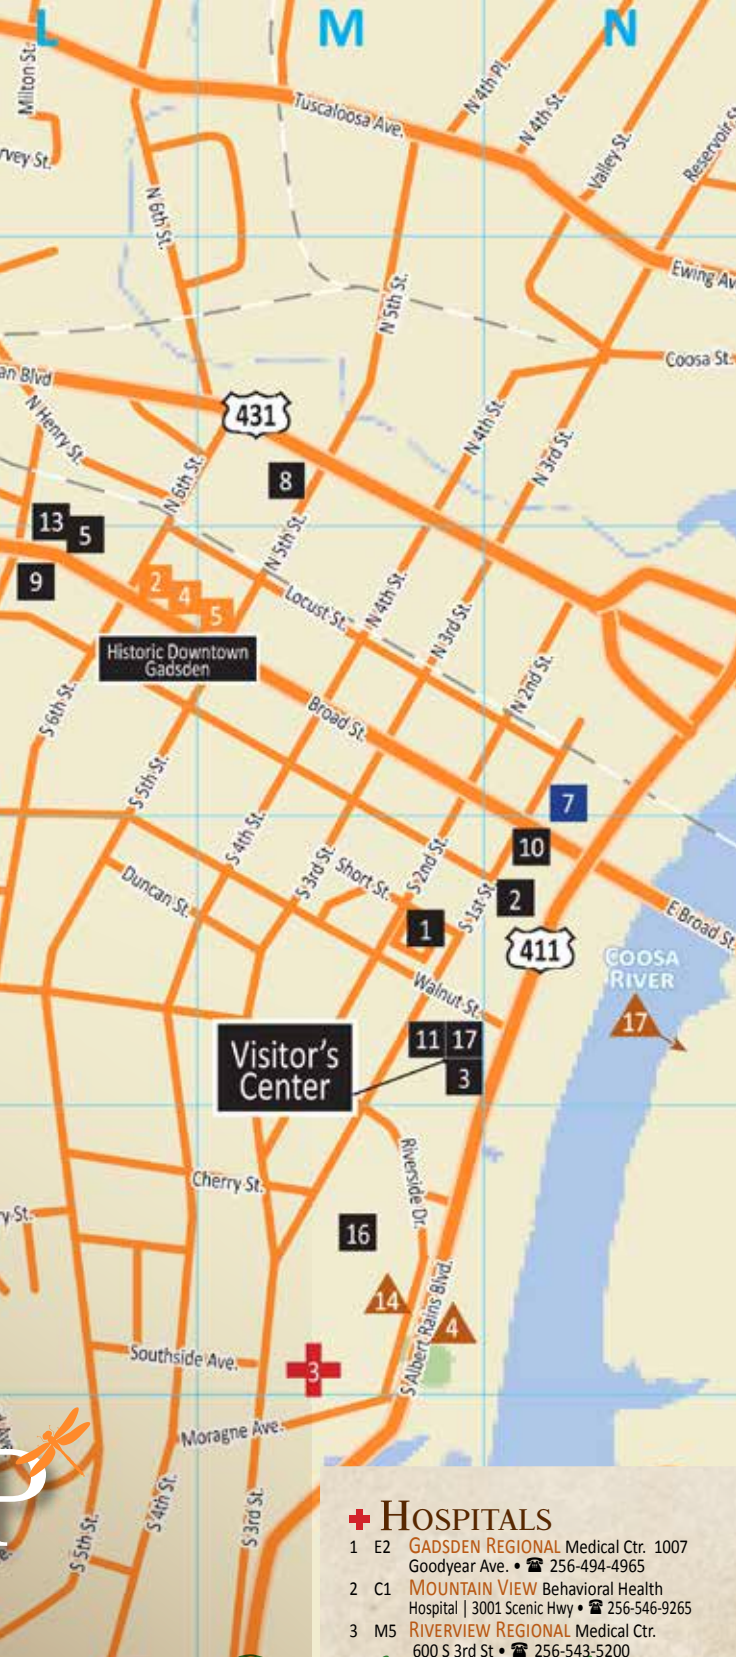 L
M
N
Milton St.
Tuscaloosa Ave.
N 4th Pl.
N 4th St.
Valley St.
Reservoir St
rvey St.
N 6th St.
Ewing Av
N 5th St.
Coosa St.
an Blvd
431
N Henry St.
N 4th St.
N 3rd St.
8
N 6th St.
13
5
N 5th St.
9
2
4
5
Locust St.
N 4th St.
N 3rd St.
Historic Downtown
Gadsden
N 2nd St.
S 6th St.
Broad St.
S 5th St.
7
10
S 4th St.
S 3rd St.
Short St.
S 2nd St.
Duncan St.
2
S 1st St
E Broad St.
1
411
COOSA
RIVER
Walnut St.
17
Visitor's
Center
11
17
3
Riverside Dr.
Cherry St.
y St.
16
14
4
S Albert Rains Blvd.
Southside Ave.
3
Moragne Ave.
P
S 5th St.
S 4th St.
S 3rd St.
HOSPITALS
1 E2 GADSDEN REGIONAL Medical Ctr. 1007
Goodyear Ave. • ☎ 256-494-4965
2 C1 MOUNTAIN VIEW Behavioral Health
Hospital | 3001 Scenic Hwy • ☎ 256-546-9265
3 M5 RIVERVIEW REGIONAL Medical Ctr.
600 S 3rd St • ☎ 256-543-5200